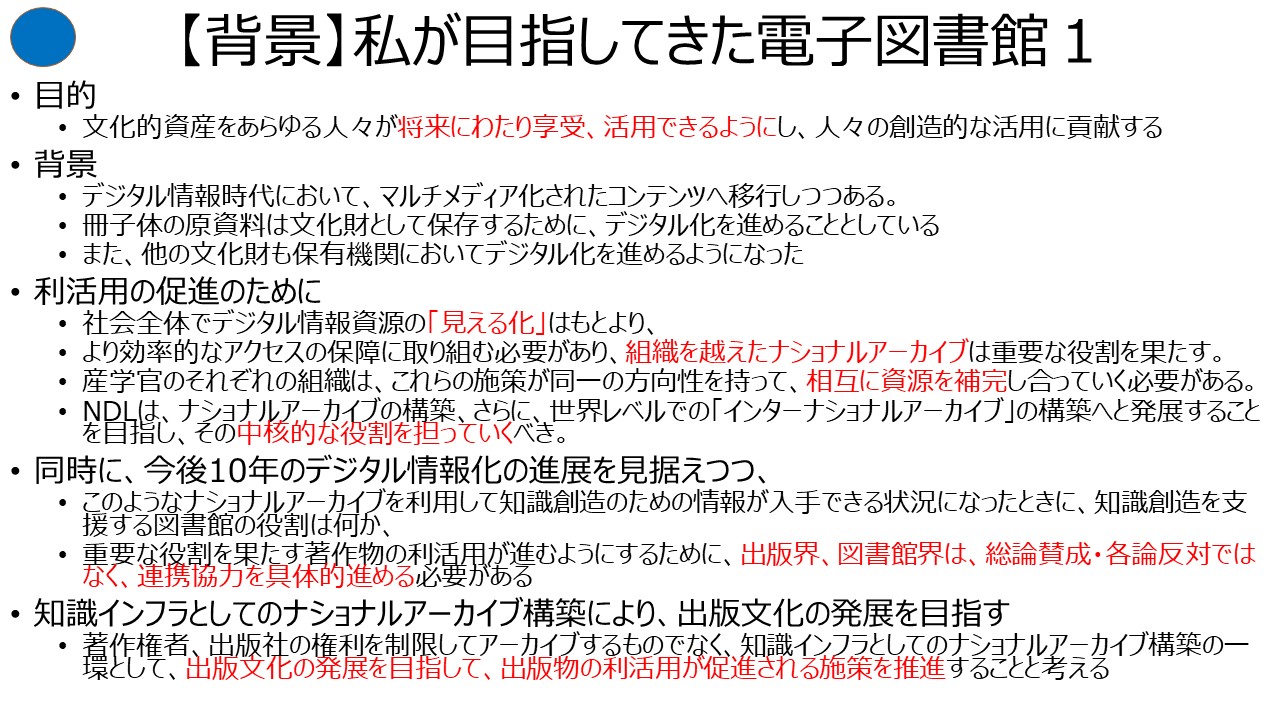 【背景】私が目指してきた電子図書館1
• 目的
• 文化的資産をあらゆる人々が将来にわたり享受、活用できるようにし、人々の創造的な活用に貢献する
• 背景
• デジタル情報時代において、マルチメディア化されたコンテンツへ移行しつつある。
• 冊子体の原資料は文化財として保存するために、デジタル化を進めることとしている
• また、他の文化財も保有機関においてデジタル化を進めるようになった
• 利活用の促進のために
• 社会全体でデジタル情報資源の「見える化」はもとより、
• より効率的なアクセスの保障に取り組む必要があり、組織を越えたナショナルアーカイブは重要な役割を果たす。
• 産学官のそれぞれの組織は、これらの施策が同一の方向性を持って、相互に資源を補完し合っていく必要がある。
• NDLは、ナショナルアーカイブの構築、さらに、世界レベルでの「インターナショナルアーカイブ」の構築へと発展すること
を目指し、その中核的な役割を担っていくべき。
• 同時に、今後10年のデジタル情報化の進展を見据えつつ、
• このようなナショナルアーカイブを利用して知識創造のための情報が入手できる状況になったときに、知識創造を支
援する図書館の役割は何か、
• 重要な役割を果たす著作物の利活用が進むようにするために、出版界、図書館界は、総論賛成・各論反対では
なく、連携協力を具体的進める必要がある
• 知識インフラとしてのナショナルアーカイブ構築により、出版文化の発展を目指す
• 著作権者、出版社の権利を制限してアーカイブするものでなく、知識インフラとしてのナショナルアーカイブ構築の一
環として、出版文化の発展を目指して、出版物の利活用が促進される施策を推進することと考える